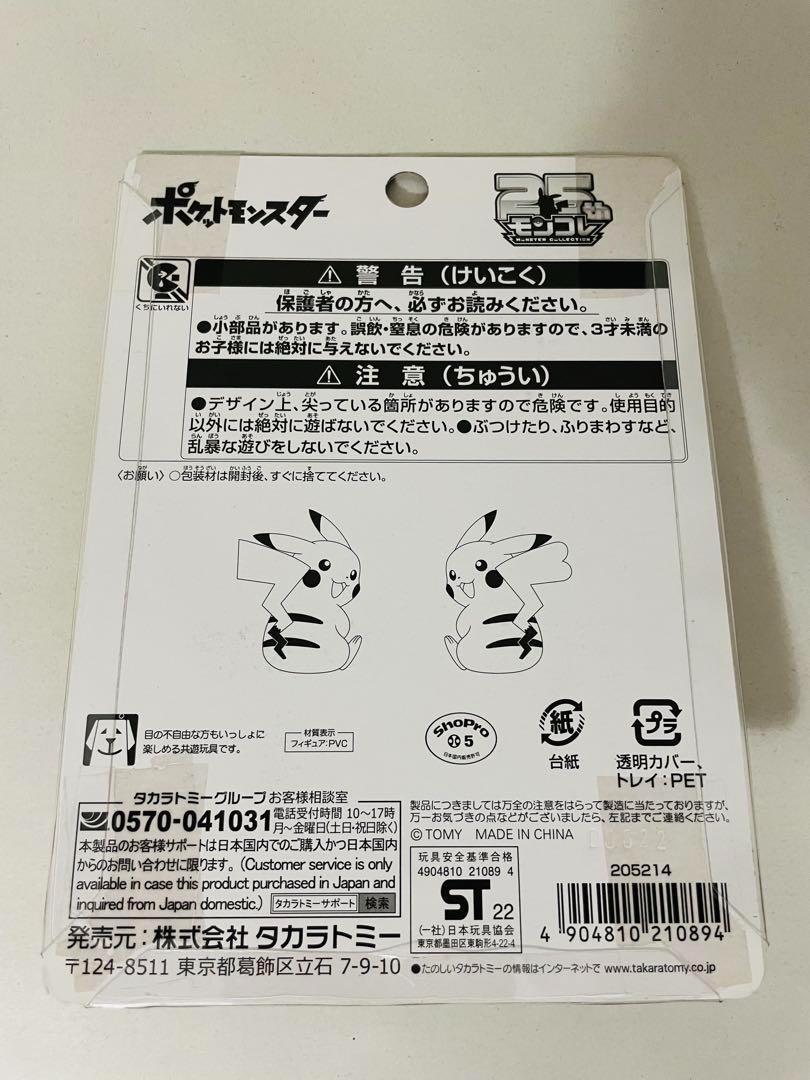 ポケットモンスター
25th
モンコレ
MONSTER COLLECTION
くちにいれない
⚠ 警告（けいこく）
保護者の方へ、必ずお読みください。
●小部品があります。誤飲・窒息の危険がありますので、3才未満の
お子様には絶対に与えないでください。
⚠ 注意（ちゅうい）
●デザイン上、尖っている箇所がありますので危険です。使用目的
以外には絶対に遊ばないでください。●ぶつけたり、ふりまわすなど、
乱暴な遊びをしないでください。
〈お願い〉○包装材は開封後、すぐに捨ててください。
目の不自由な方もいっしょに
楽しめる共遊玩具です。
材質表示
フィギュア:PVC
ShoPro
5
日本国内販売許可
紙
台紙
プラ
透明カバー、
トレイ:PET
タカラトミーグループ お客様相談室
0570-041031 電話受付時間 10〜17時
月〜金曜日(土日・祝日除く)
本製品のお客様サポートは日本国内でのご購入かつ日本国内
からのお問い合わせに限ります。(Customer service is only
available in case this product purchased in Japan and
inquired from Japan domestic.) タカラトミーサポート 検索
発売元：株式会社 タカラトミー
〒124-8511 東京都葛飾区立石 7-9-10
製品につきましては万全の注意をはらって製造に当たっておりますが、
万一お気づきの点などがございましたら、左記までご連絡ください。
© TOMY MADE IN CHINA
玩具安全基準合格
4904810 21089 4
ST 22
(一社)日本玩具協会
東京都墨田区東駒形4-22-4
205214
4 904810 210894
●たのしいタカラトミーの情報はインターネットで www.takaratomy.co.jp